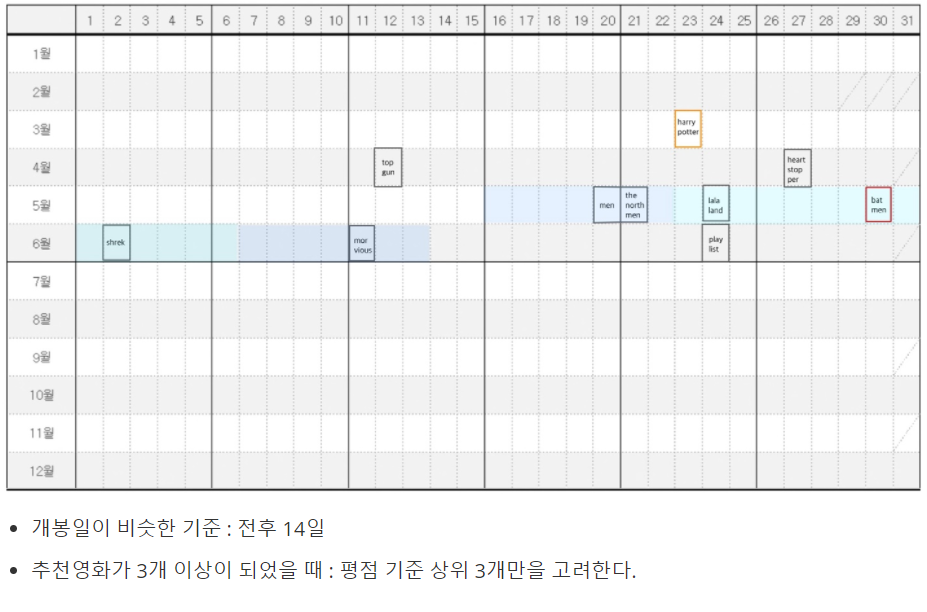 1 2 3 4 5 6 7 8 9 10 11 12 13 14 15 16 17 18 19 20 21 22 23 24 25 26 27 28 29 30 31
1월
2월
3월
harry
potter
4월
top
gun
heart
stop
per
5월
men
the
north
men
lala
land
bat
men
6월
shrek
mor
vious
play
list
7월
8월
9월
10월
11월
12월
• 개봉일이 비슷한 기준 : 전후 14일
• 추천영화가 3개 이상이 되었을 때 : 평점 기준 상위 3개만을 고려한다.